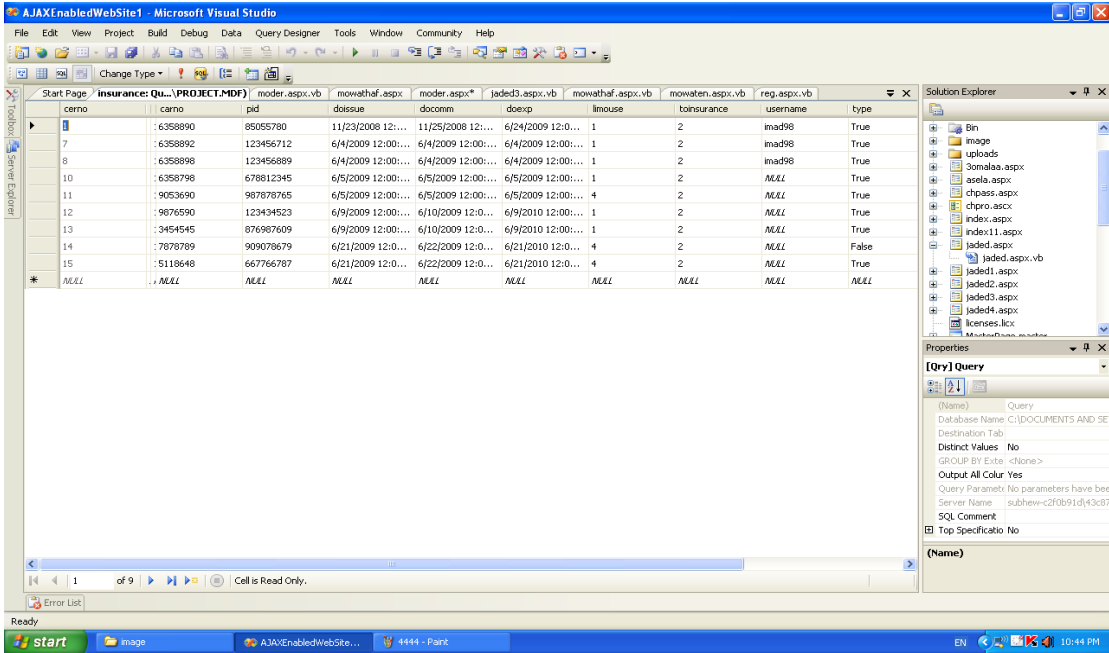 AJAXEnabledWebSite1 - Microsoft Visual Studio
File Edit View Project Build Debug Data Query Designer Tools Window Community Help
Change Type
Start Page insurance: Qu...\PROJECT.MDF) moder.aspx.vb mowathaf.aspx moder.aspx* jaded3.aspx.vb mowathaf.aspx.vb mowaten.aspx.vb reg.aspx.vb
cerno carno pid doissue docomm doexp limouse toinsurance username type
1 6358890 85055780 11/23/2008 12:... 11/25/2008 12:... 6/24/2009 12:0... 1 2 imad98 True
7 6358892 123456712 6/4/2009 12:00:... 6/4/2009 12:00:... 6/4/2009 12:00:... 1 2 imad98 True
8 6358898 123456889 6/4/2009 12:00:... 6/4/2009 12:00:... 6/4/2009 12:00:... 1 2 imad98 True
10 6358798 678812345 6/5/2009 12:00:... 6/5/2009 12:00:... 6/5/2009 12:00:... 1 2 NULL True
11 9053690 987878765 6/5/2009 12:00:... 6/5/2009 12:00:... 6/5/2009 12:00:... 4 2 NULL True
12 9876590 123434523 6/9/2009 12:00:... 6/10/2009 12:0... 6/9/2010 12:00:... 1 2 NULL True
13 3454545 876987609 6/9/2009 12:00:... 6/10/2009 12:0... 6/9/2010 12:00:... 1 2 NULL True
14 7878789 909078679 6/21/2009 12:0... 6/22/2009 12:0... 6/21/2010 12:0... 4 2 NULL False
15 5118648 667766787 6/21/2009 12:0... 6/22/2009 12:0... 6/21/2010 12:0... 4 2 NULL True
NULL NULL NULL NULL NULL NULL NULL NULL NULL NULL
1 of 9 Cell is Read Only.
Toolbox
Server Explorer
Solution Explorer
Bin
image
uploads
3omalaa.aspx
asela.aspx
chpass.aspx
chpro.ascx
index.aspx
index11.aspx
jaded.aspx
jaded.aspx.vb
jaded1.aspx
jaded2.aspx
jaded3.aspx
jaded4.aspx
licenses.licx
MasterPage.master
Properties
[Qry] Query
(Name) Query
Database Name C:\DOCUMENTS AND SE
Destination Tab
Distinct Values No
GROUP BY Exte <None>
Output All Colur Yes
Query Paramete No parameters have bee
Server Name subhew-c2f0b91d\43c87
SQL Comment
Top Specificatio No
(Name)
Error List
Ready
start image AJAXEnabledWebSite... 4444 - Paint EN 10:44 PM